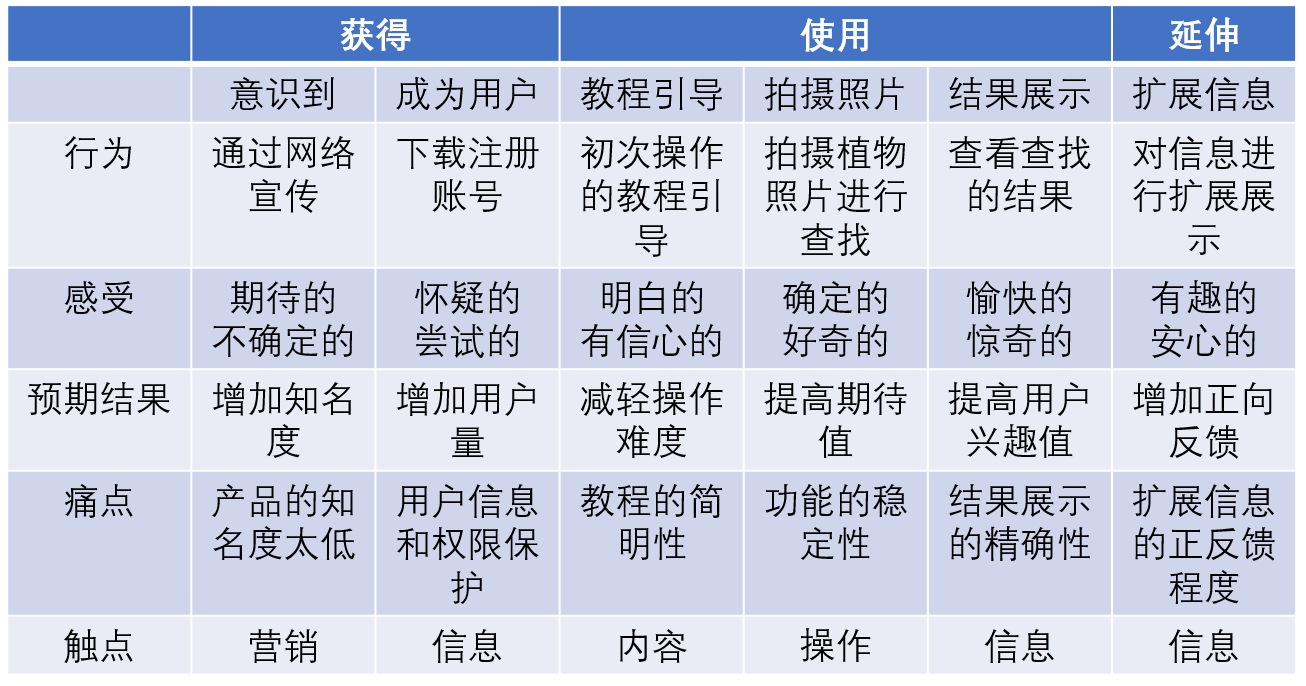 获得 使用 延伸
意识到 成为用户 教程引导 拍摄照片 结果展示 扩展信息
行为 通过网络 下载注册 初次操作 拍摄植物 查看查找 对信息进
宣传 账号 的教程引 照片进行 的结果 行扩展展
导 查找 示
感受 期待的 怀疑的 明白的 确定的 愉快的 有趣的
不确定的 尝试的 有信心的 好奇的 惊奇的 安心的
预期结果 增加知名 增加用户 减轻操作 提高期待 提高用户 增加正向
度 量 难度 值 兴趣值 反馈
痛点 产品的知 用户信息 教程的简 功能的稳 结果展示 扩展信息
名度太低 和权限保 明性 定性 的精确性 的正反馈
护 程度
触点 营销 信息 内容 操作 信息 信息